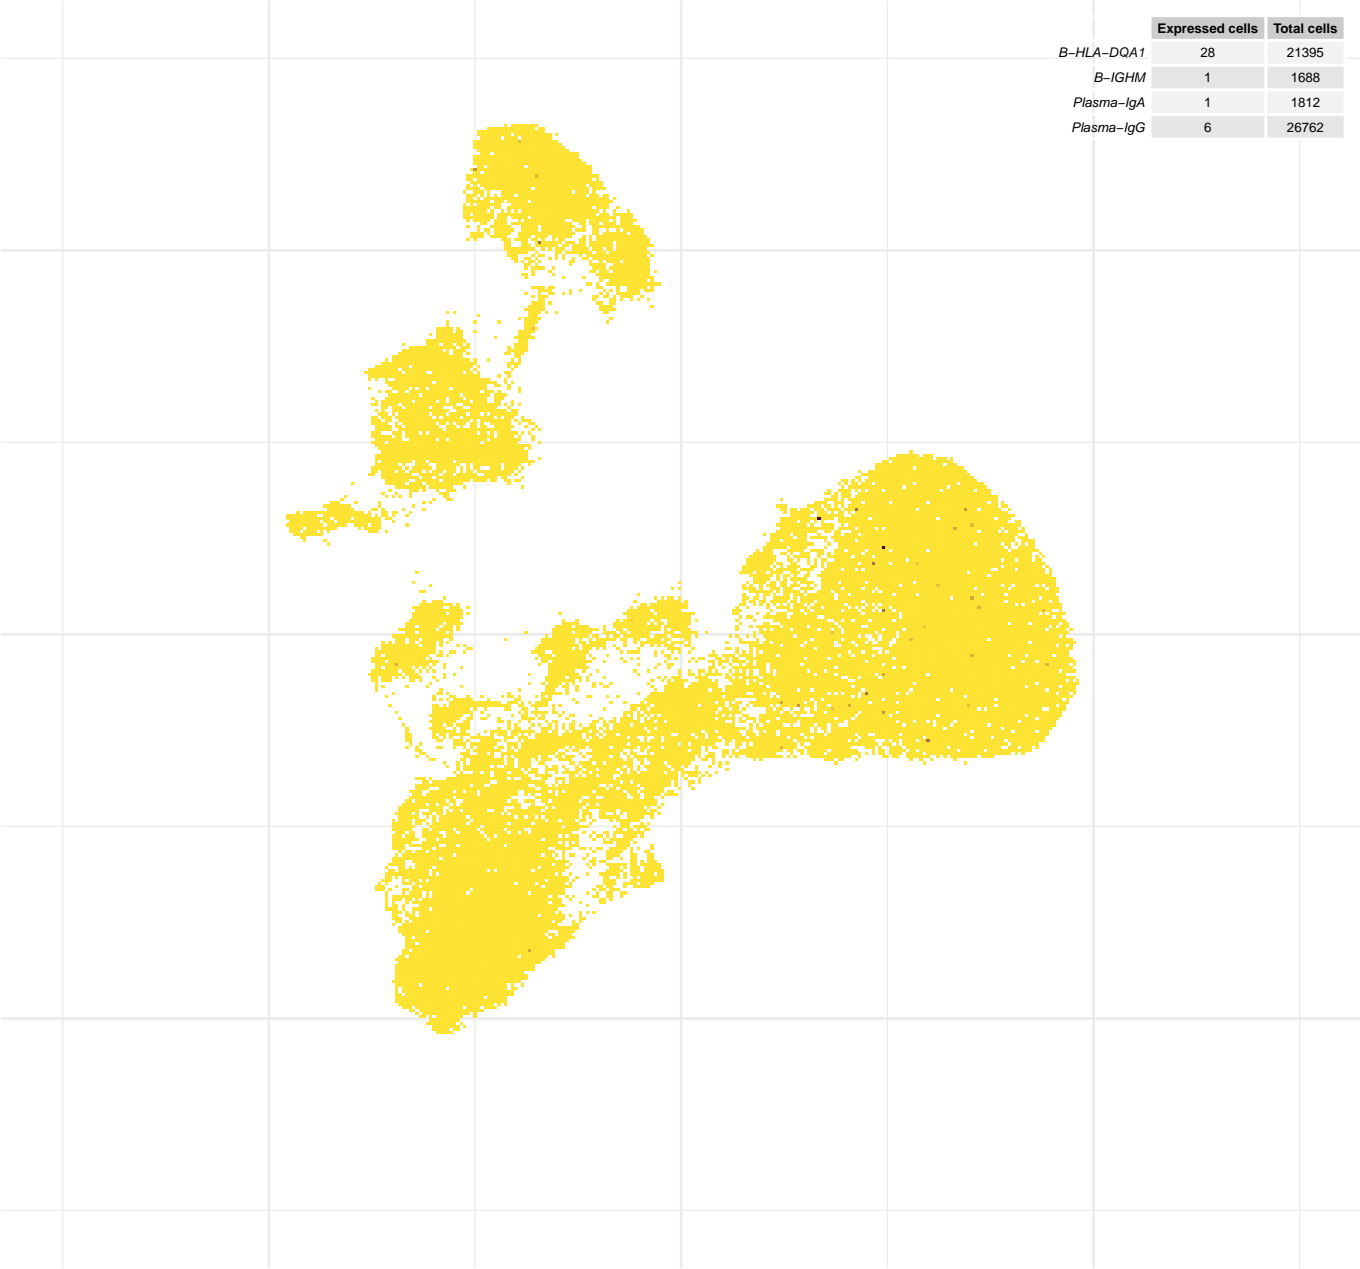 Expressed cells Total cells
B−HLA−DQA1 28 21395
B−IGHM 1 1688
Plasma−IgA 1 1812
Plasma−IgG 6 26762